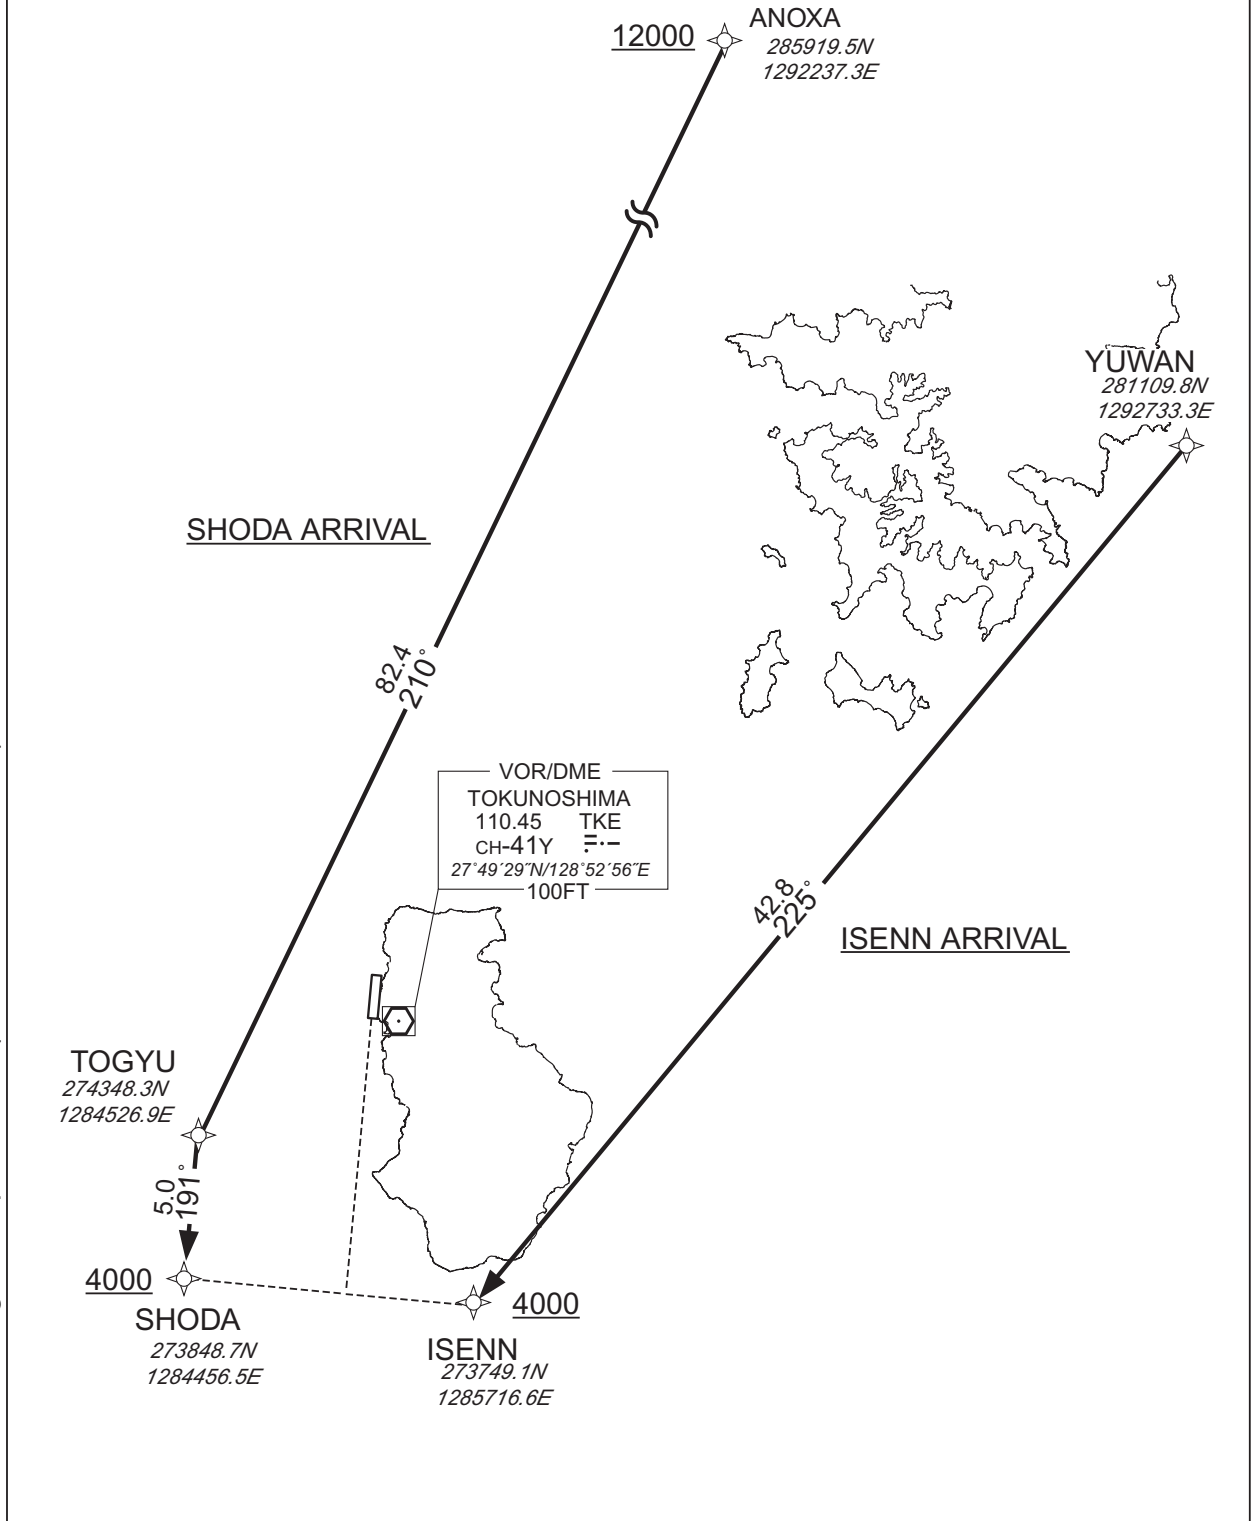 12000
ANOXA
285919.5N
1292237.3E
YUWAN
281109.8N
1292733.3E
SHODA ARRIVAL
82.4
210°
VOR/DME
TOKUNOSHIMA
110.45 TKE
CH-41Y
27°49′29″N/128°52′56″E
100FT
42.8
225°
ISENN ARRIVAL
TOGYU
274348.3N
1284526.9E
5.0
191°
4000
SHODA
273848.7N
1284456.5E
4000
ISENN
273749.1N
1285716.6E